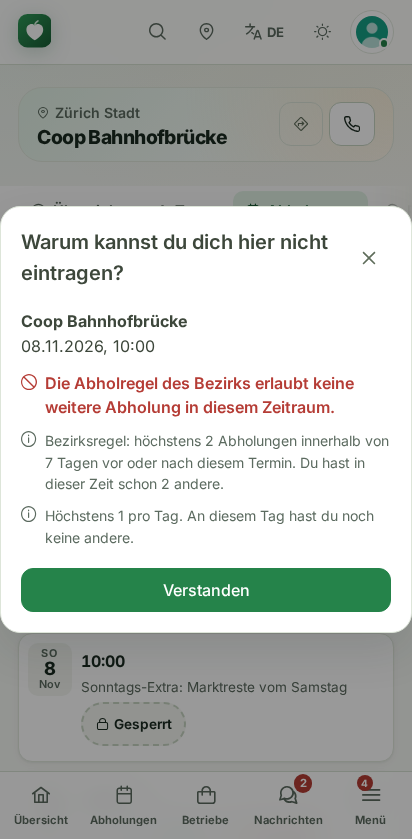 DE
Zürich Stadt
Coop Bahnhofbrücke
Warum kannst du dich hier nicht
eintragen?
Coop Bahnhofbrücke
08.11.2026, 10:00
Die Abholregel des Bezirks erlaubt keine
weitere Abholung in diesem Zeitraum.
Bezirksregel: höchstens 2 Abholungen innerhalb von
7 Tagen vor oder nach diesem Termin. Du hast in
dieser Zeit schon 2 andere.
Höchstens 1 pro Tag. An diesem Tag hast du noch
keine andere.
Verstanden
SO
8
Nov
10:00
Sonntags-Extra: Marktreste vom Samstag
Gesperrt
2
4
Übersicht
Abholungen
Betriebe
Nachrichten
Menü